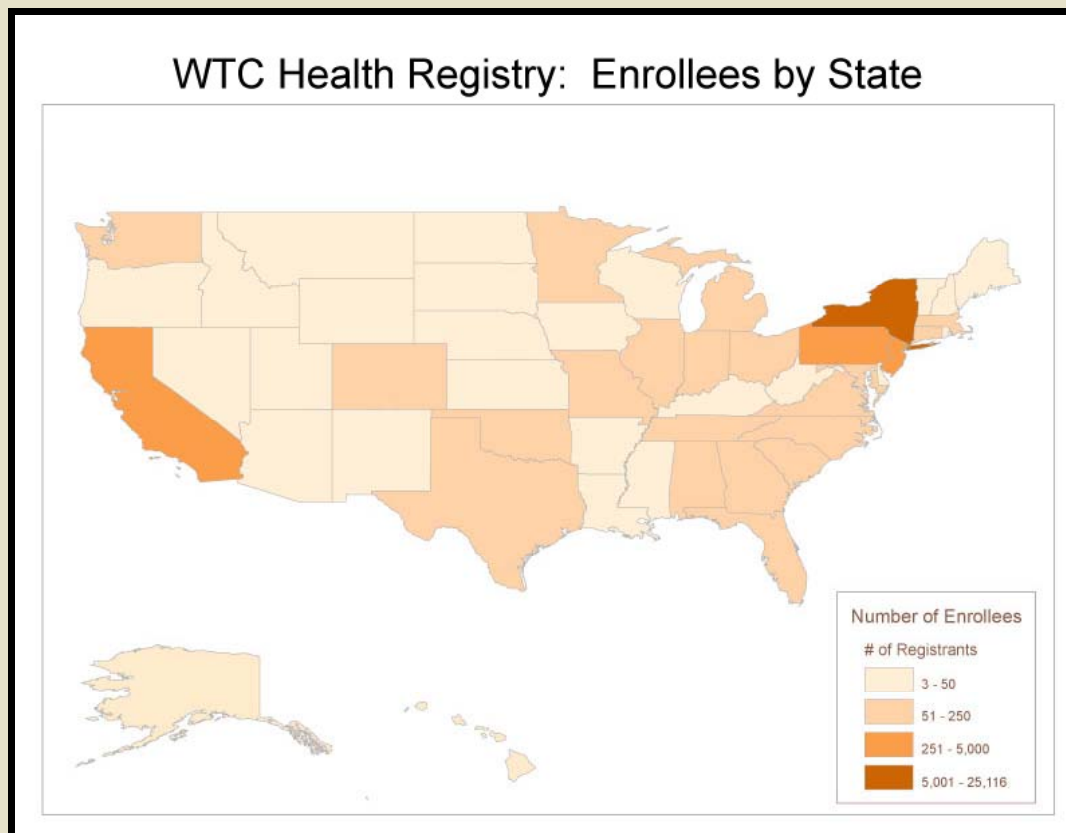 WTC Health Registry: Enrollees by State
Number of Enrollees
# of Registrants
3 - 50
51 - 250
251 - 5,000
5,001 - 25,116